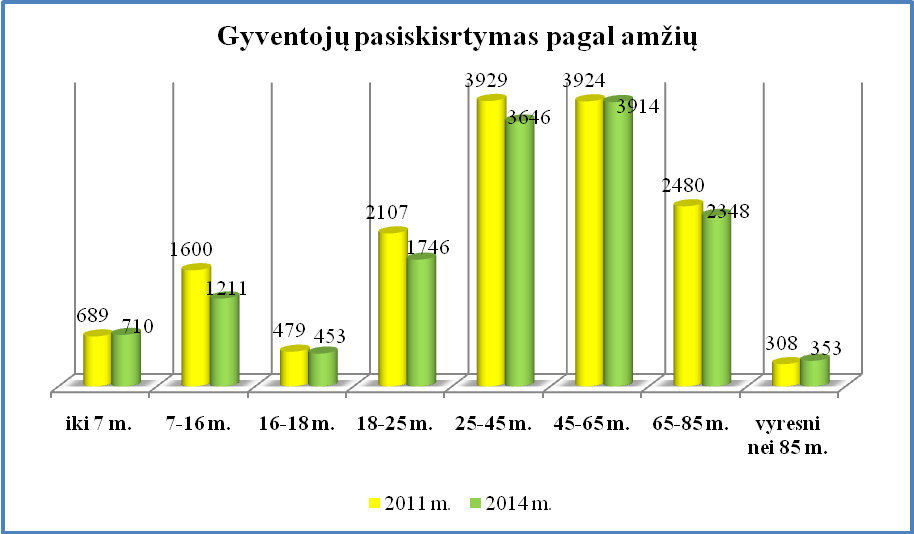 Gyventojų pasiskisrtymas pagal amžių
689
710
1600
1211
479
453
2107
1746
3929
3646
3924
3914
2480
2348
308
353
iki 7 m.
7-16 m.
16-18 m.
18-25 m.
25-45 m.
45-65 m.
65-85 m.
vyresni
nei 85 m.
2011 m.
2014 m.